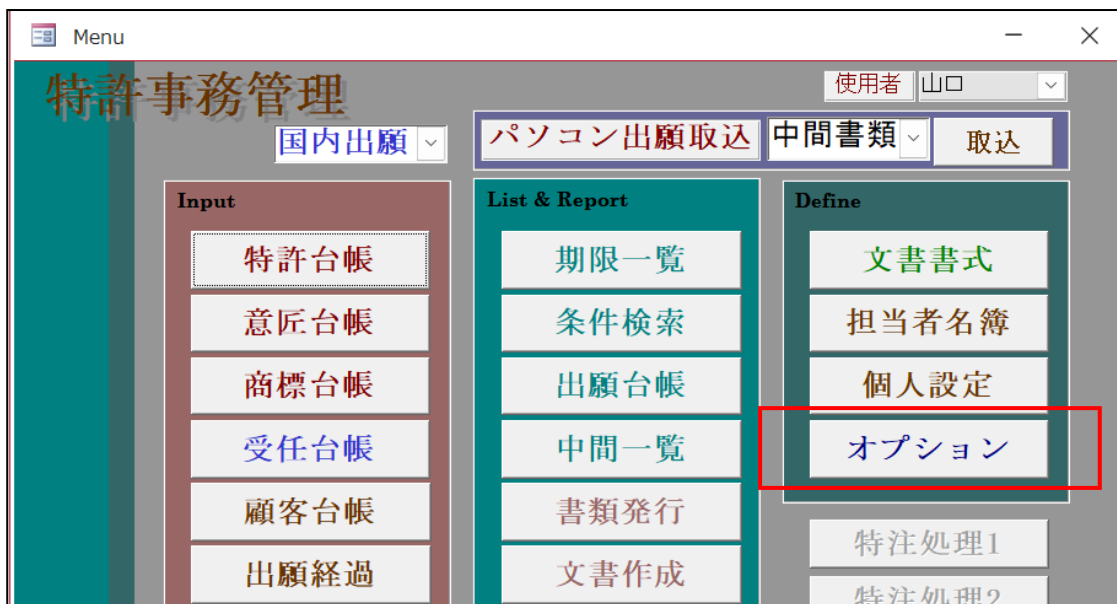 Menu
特許事務管理
使用者 山口
国内出願 パソコン出願取込 中間書類 取込
Input
特許台帳
意匠台帳
商標台帳
受任台帳
顧客台帳
出願経過
List & Report
期限一覧
条件検索
出願台帳
中間一覧
書類発行
文書作成
Define
文書書式
担当者名簿
個人設定
オプション
特注処理1
特注処理2